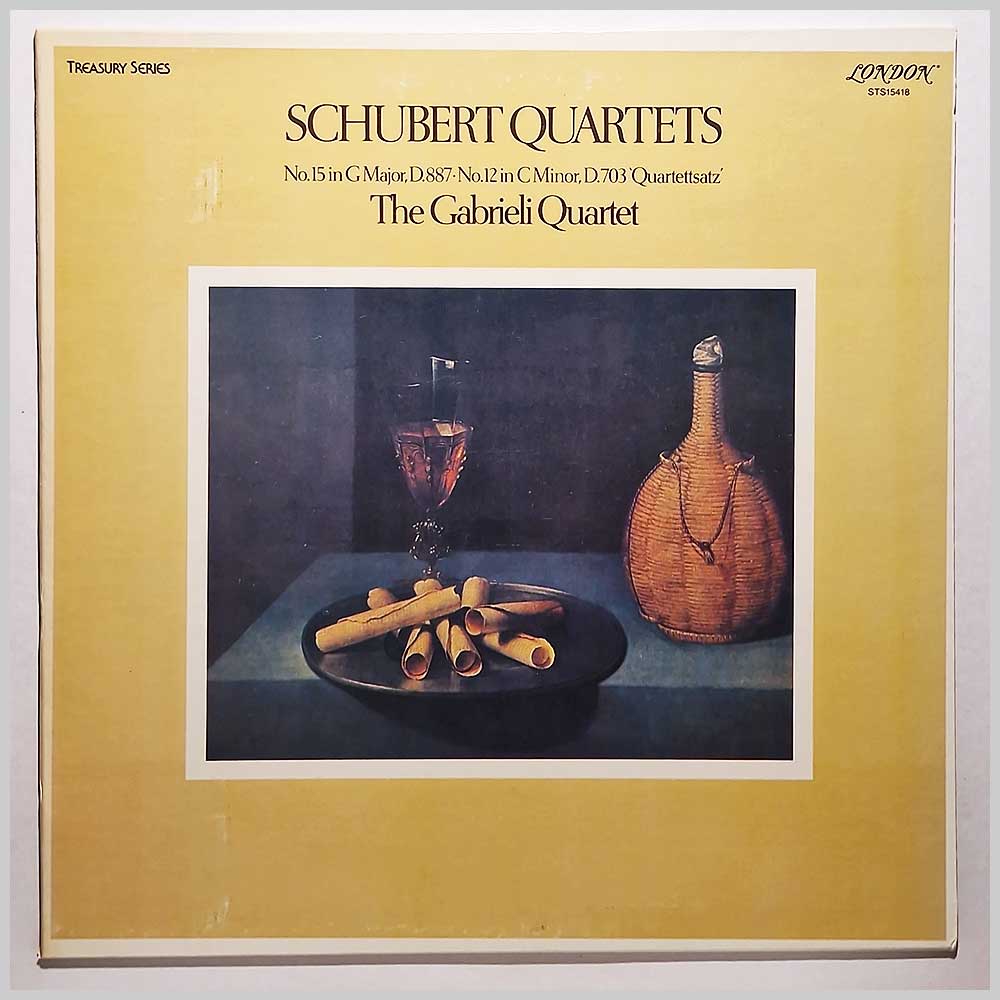 TREASURY SERIES
LONDON
STS15418
SCHUBERT QUARTETS
No.15 in G Major, D.887 · No.12 in C Minor, D.703 'Quartettsatz'
The Gabrieli Quartet